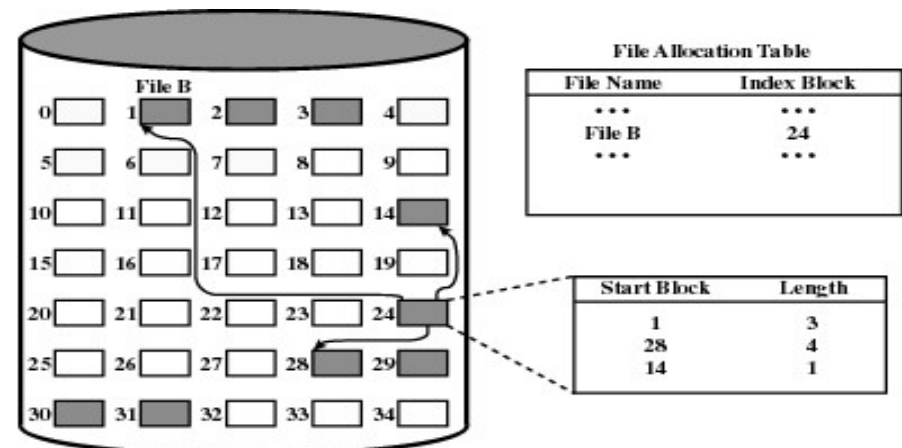 File B
0 1 2 3 4
5 6 7 8 9
10 11 12 13 14
15 16 17 18 19
20 21 22 23 24
25 26 27 28 29
30 31 32 33 34
File Allocation Table
File Name Index Block
••• •••
File B 24
••• •••
Start Block Length
1 3
28 4
14 1